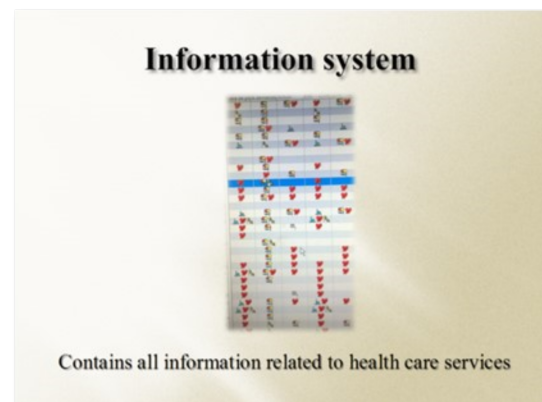 Information system
Contains all information related to health care services